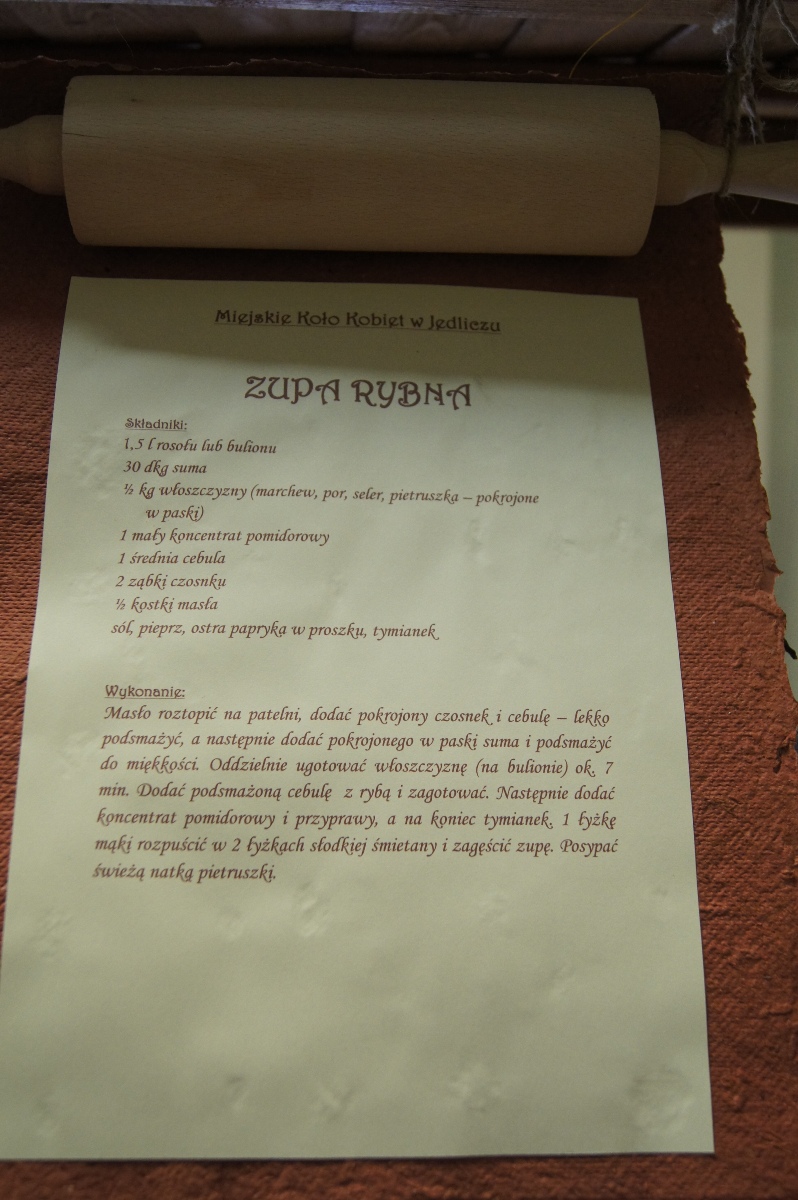 Miejskie Koło Kobiet w Jedliczu
ZUPA RYBNA
Składniki:
1,5 l rosołu lub bulionu
30 dkg suma
½ kg włoszczyzny (marchew, por, seler, pietruszka – pokrojone
w paski)
1 mały koncentrat pomidorowy
1 średnia cebula
2 ząbki czosnku
½ kostki masła
sól, pieprz, ostra papryka w proszku, tymianek
Wykonanie:
Masło roztopić na patelni, dodać pokrojony czosnek i cebulę – lekko
podsmażyć, a następnie dodać pokrojonego w paski suma i podsmażyć
do miękkości. Oddzielnie ugotować włoszczyznę (na bulionie) ok. 7
min. Dodać podsmażoną cebulę z rybą i zagotować. Następnie dodać
koncentrat pomidorowy i przyprawy, a na koniec tymianek. 1 łyżkę
mąki rozpuścić w 2 łyżkach słodkiej śmietany i zagęścić zupę. Posypać
świeżą natką pietruszki.